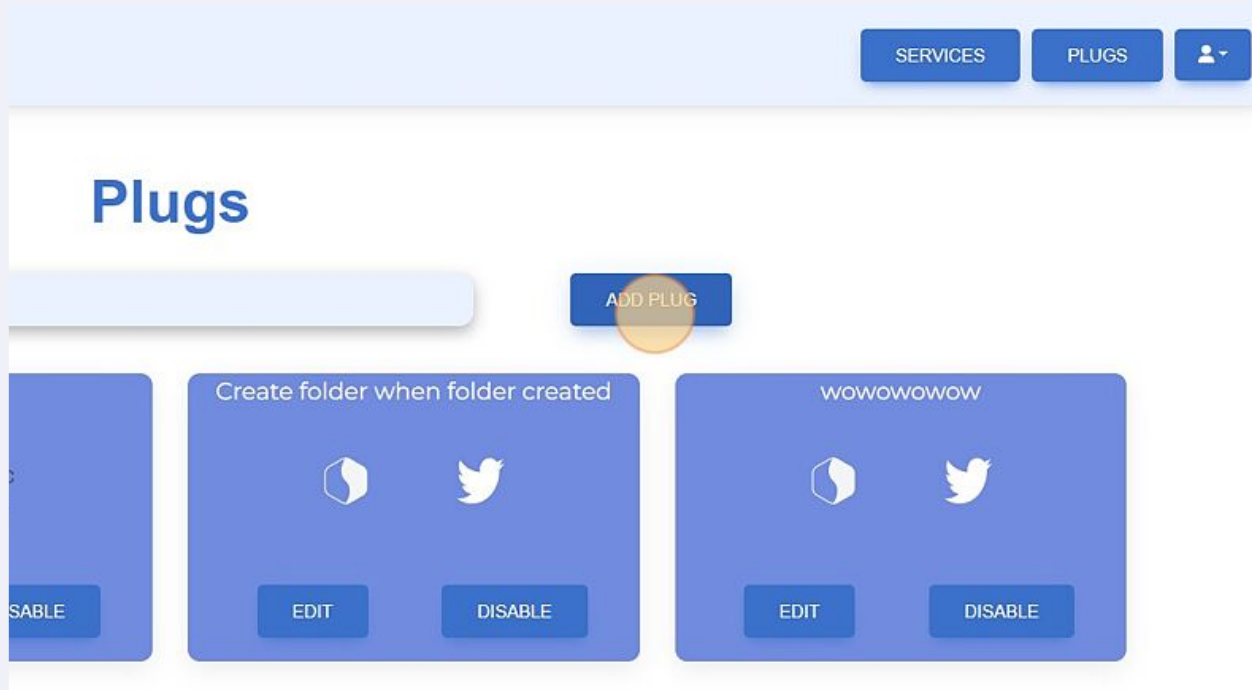 SERVICES PLUGS
Plugs
ADD PLUG
Create folder when folder created
wowowowow
EDIT DISABLE
EDIT DISABLE